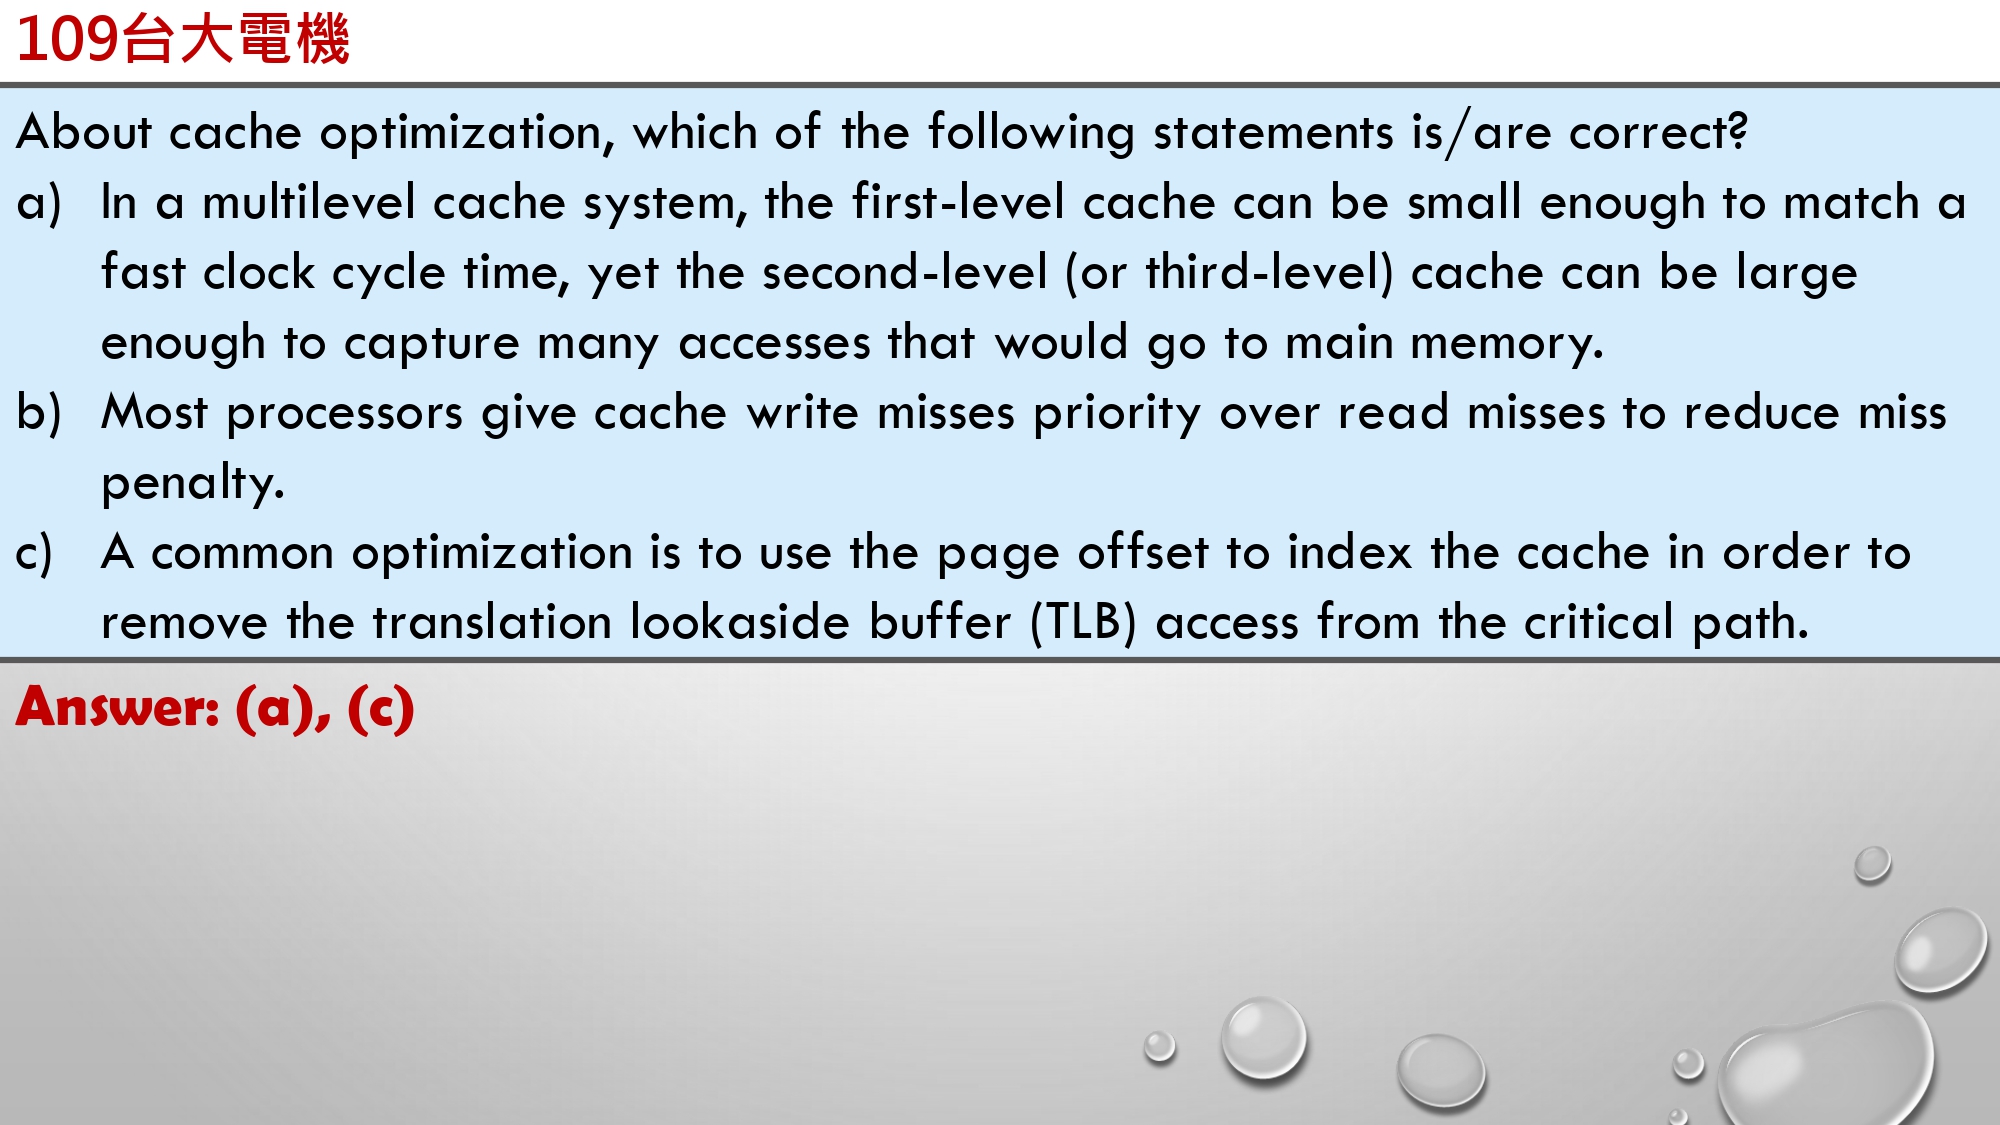 109台大電機
About cache optimization, which of the following statements is/are correct?
a) In a multilevel cache system, the first-level cache can be small enough to match a
fast clock cycle time, yet the second-level (or third-level) cache can be large
enough to capture many accesses that would go to main memory.
b) Most processors give cache write misses priority over read misses to reduce miss
penalty.
c) A common optimization is to use the page offset to index the cache in order to
remove the translation lookaside buffer (TLB) access from the critical path.
Answer: (a), (c)